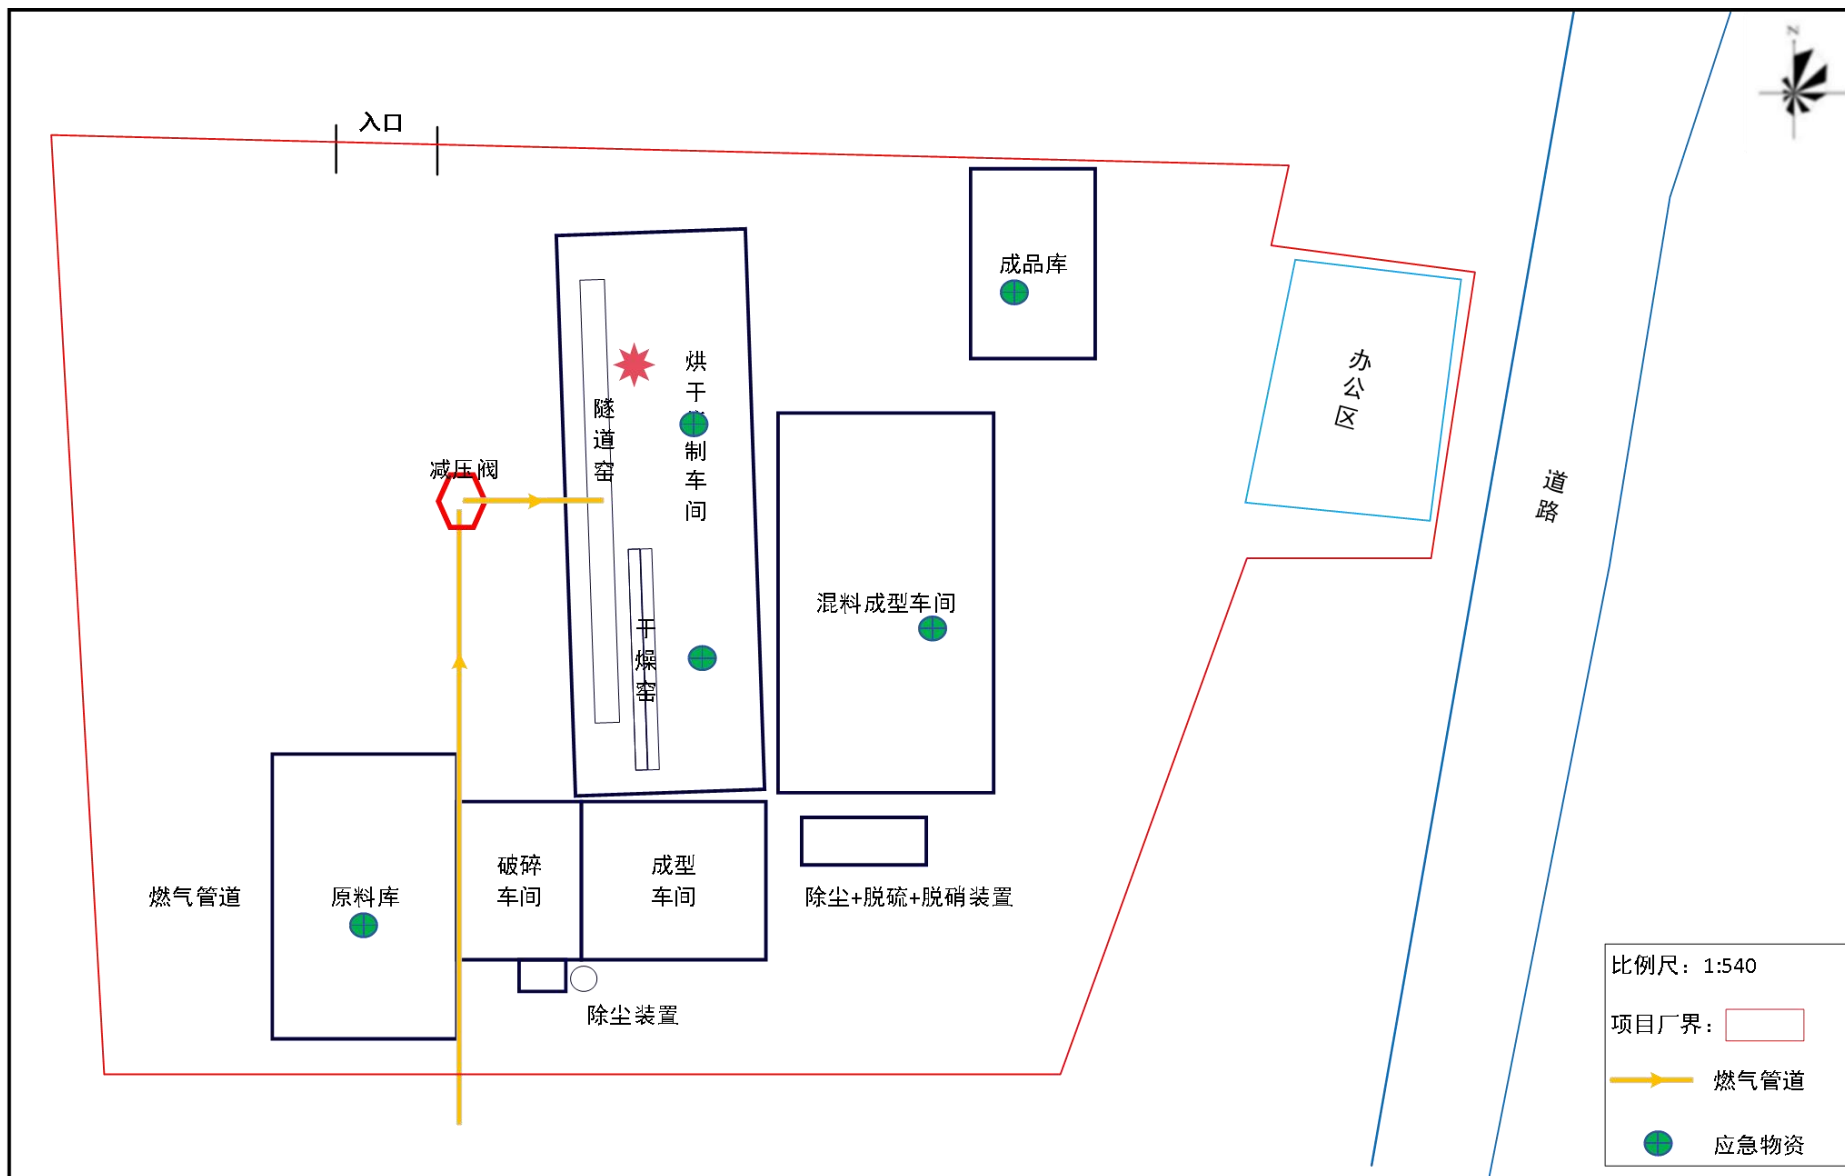 Z
入口
成品库
办公区
道路
烘干 制车间
隧道窑
减压阀
混料成型车间
干燥窑
破碎
车间
成型
车间
燃气管道
原料库
除尘+脱硫+脱硝装置
除尘装置
比例尺：1:540
项目厂界：
燃气管道
应急物资